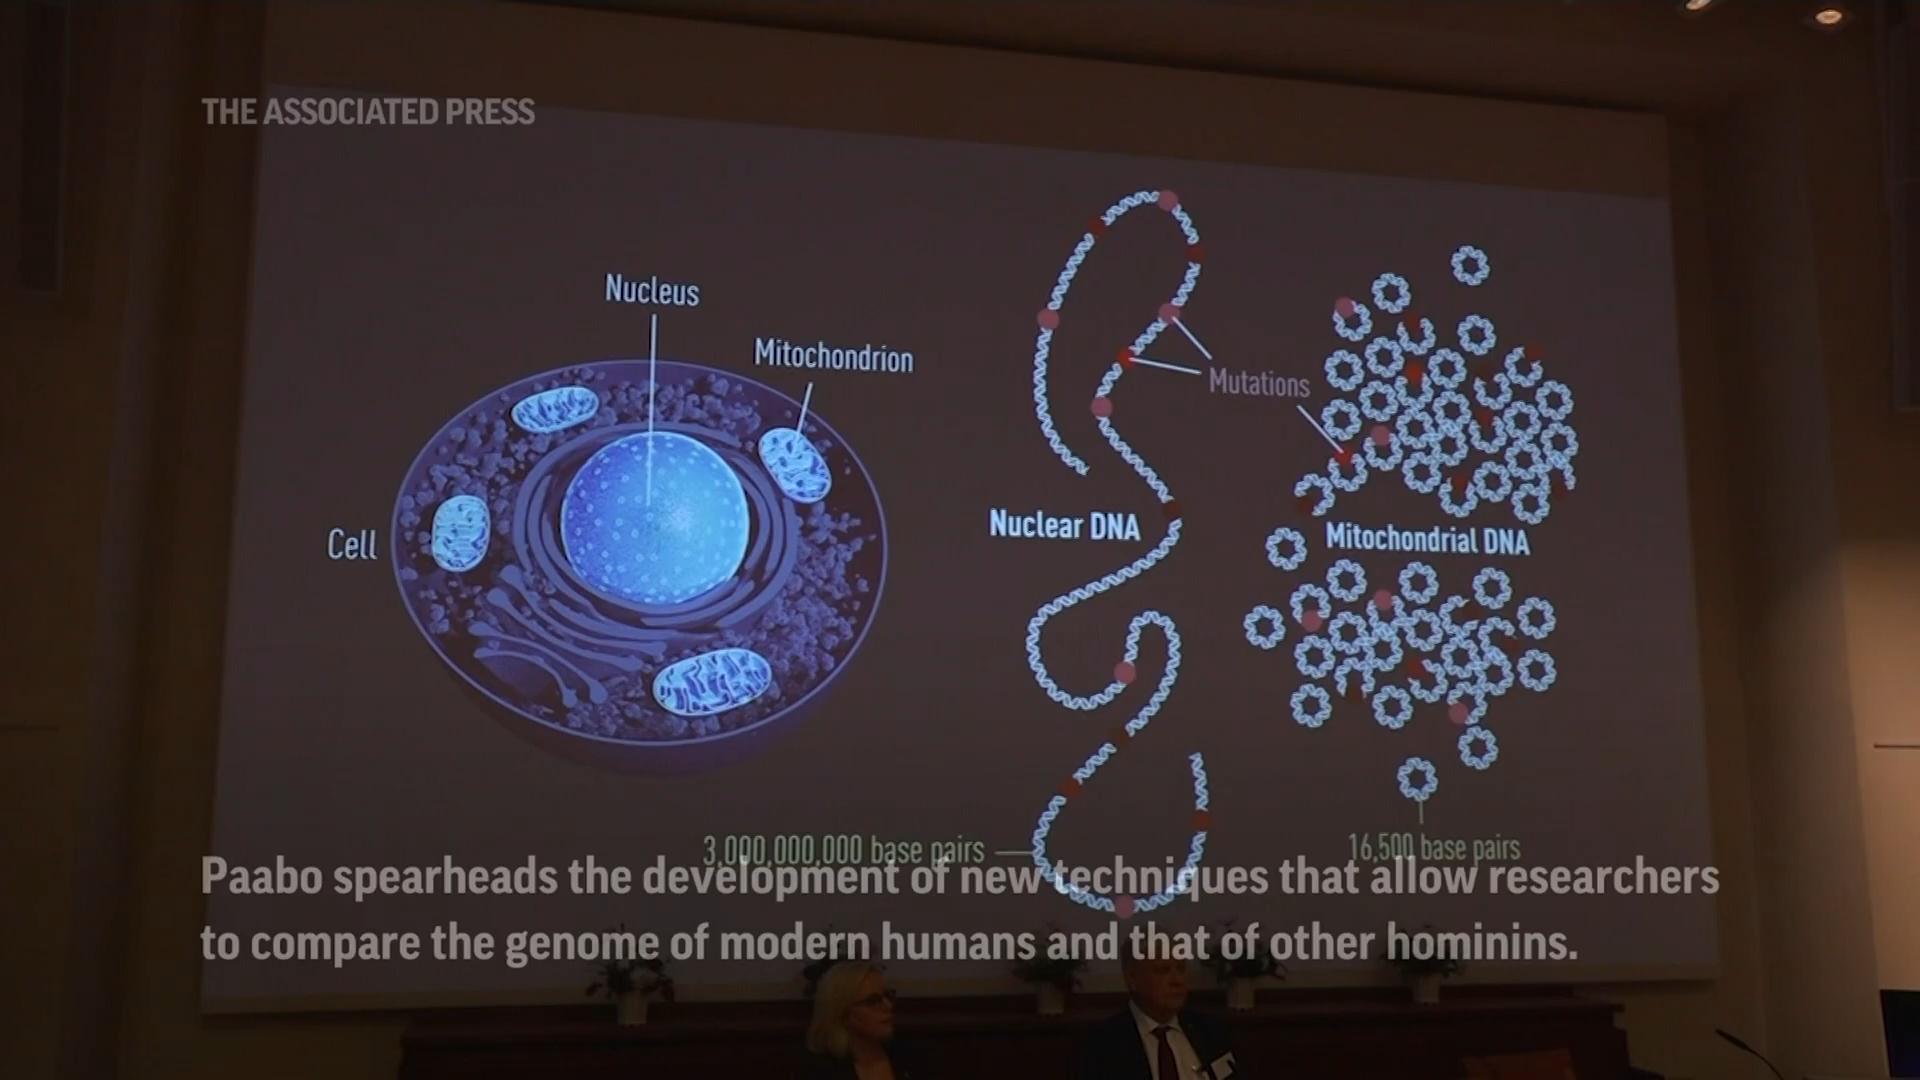 THE ASSOCIATED PRESS
Nucleus
Mitochondrion
Cell
Mutations
Nuclear DNA
Mitochondrial DNA
3,000,000,000 base pairs
16,500 base pairs
Paabo spearheads the development of new techniques that allow researchers
to compare the genome of modern humans and that of other hominins.